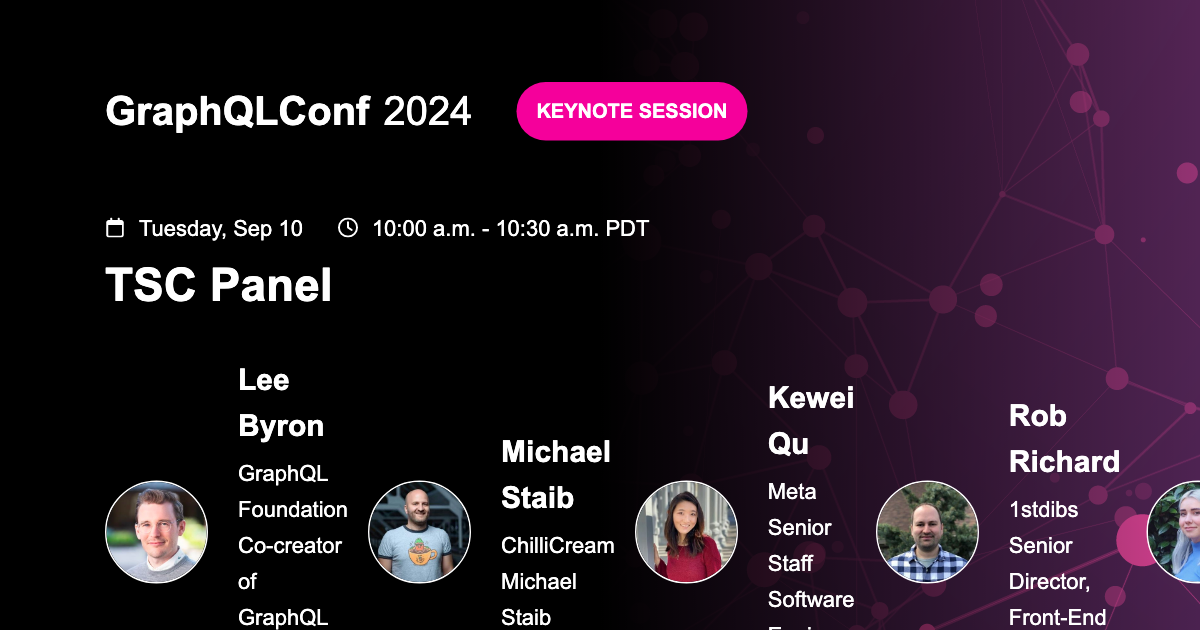 GraphQLConf 2024
KEYNOTE SESSION
Tuesday, Sep 10
10:00 a.m. - 10:30 a.m. PDT
TSC Panel
Lee
Byron
GraphQL
Foundation
Co-creator
of
GraphQL
Michael
Staib
ChilliCream
Michael
Staib
Kewei
Qu
Meta
Senior
Staff
Software
Rob
Richard
1stdibs
Senior
Director,
Front-End